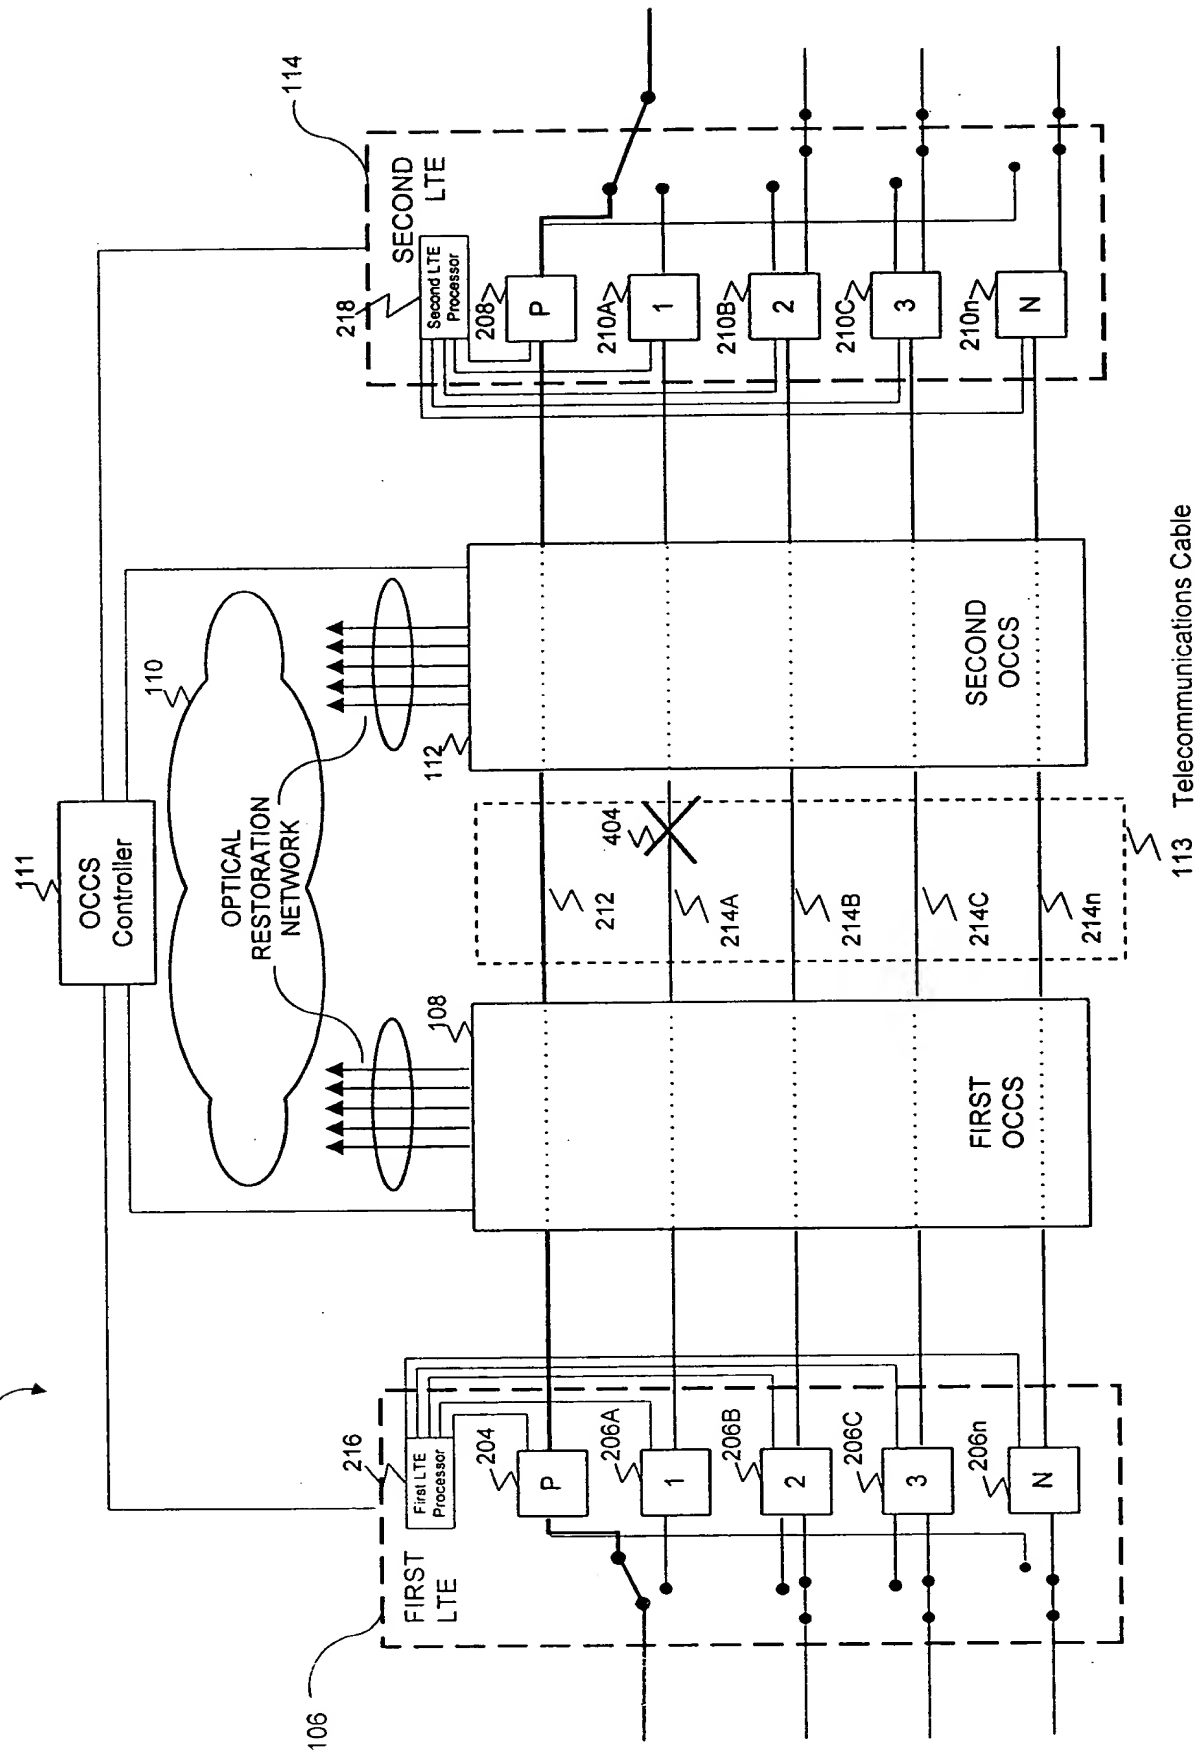 111
OCCS
Controller
110
OPTICAL
RESTORATION
NETWORK
106
FIRST
LTE
216
First LTE
Processor
204
P
206A
1
206B
2
206C
3
206n
N
108
FIRST
OCCS
212
404
214A
214B
214C
214n
113 Telecommunications Cable
112
SECOND
OCCS
114
SECOND
LTE
218
Second LTE
Processor
208
P
210A
1
210B
2
210C
3
210n
N